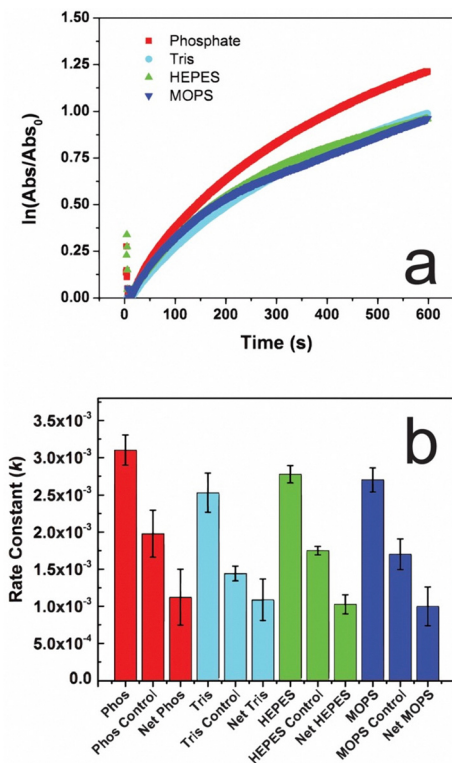 1.50
1.25
1.00
0.75
0.50
0.25
0.00
ln(Abs/Abs0)
Phosphate
Tris
HEPES
MOPS
a
0 100 200 300 400 500 600
Time (s)
b
3.5x10-3
3.0x10-3
2.5x10-3
2.0x10-3
1.5x10-3
1.0x10-3
5.0x10-4
0.0
Rate Constant (k)
Phos
Phos Control
Net Phos
Tris
Tris Control
Net Tris
HEPES
HEPES Control
Net HEPES
MOPS
MOPS Control
Net MOPS